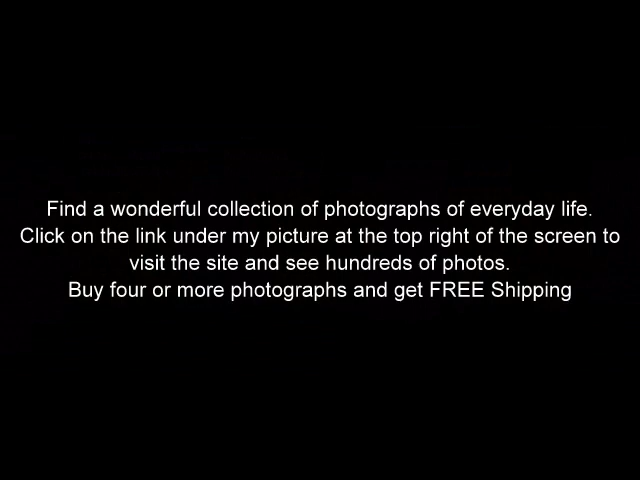 Find a wonderful collection of photographs of everyday life.
Click on the link under my picture at the top right of the screen to
visit the site and see hundreds of photos.
Buy four or more photographs and get FREE Shipping